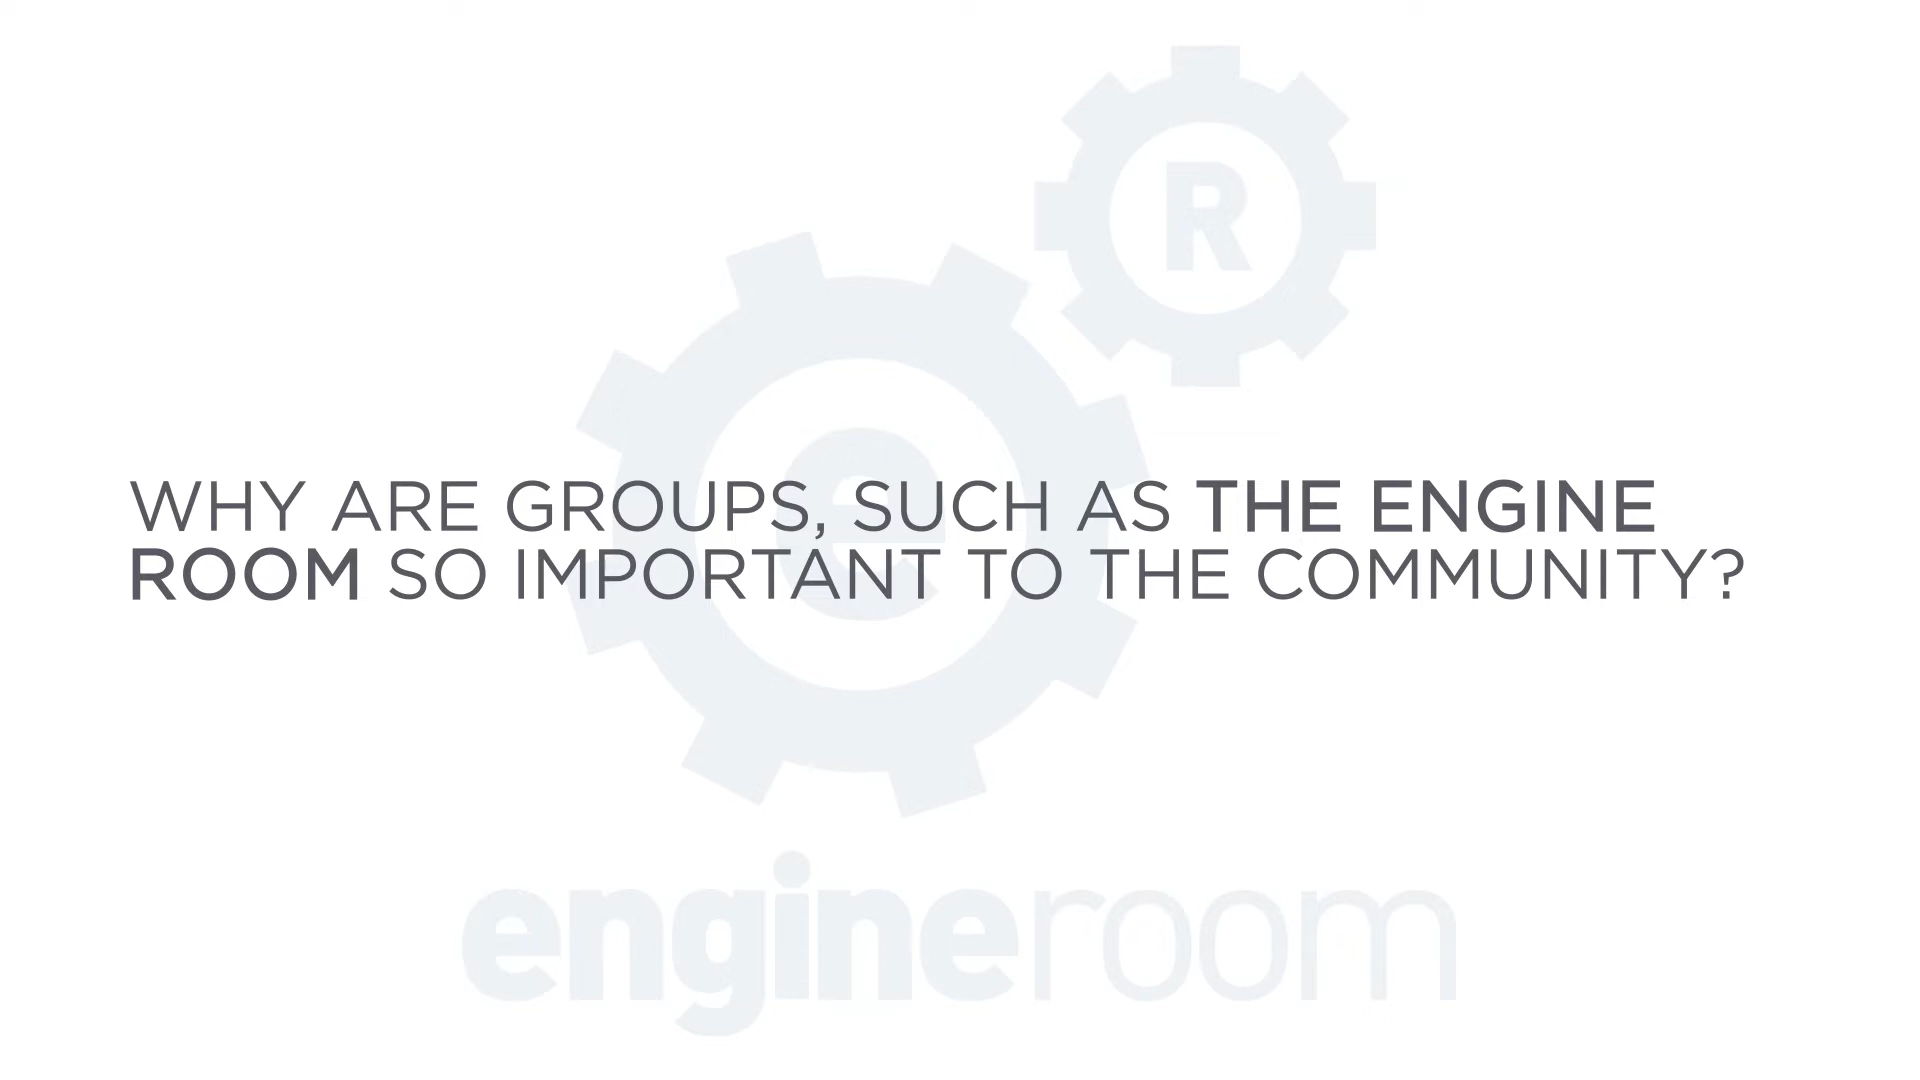 R
e
WHY ARE GROUPS, SUCH AS THE ENGINE
ROOM SO IMPORTANT TO THE COMMUNITY?
engineroom